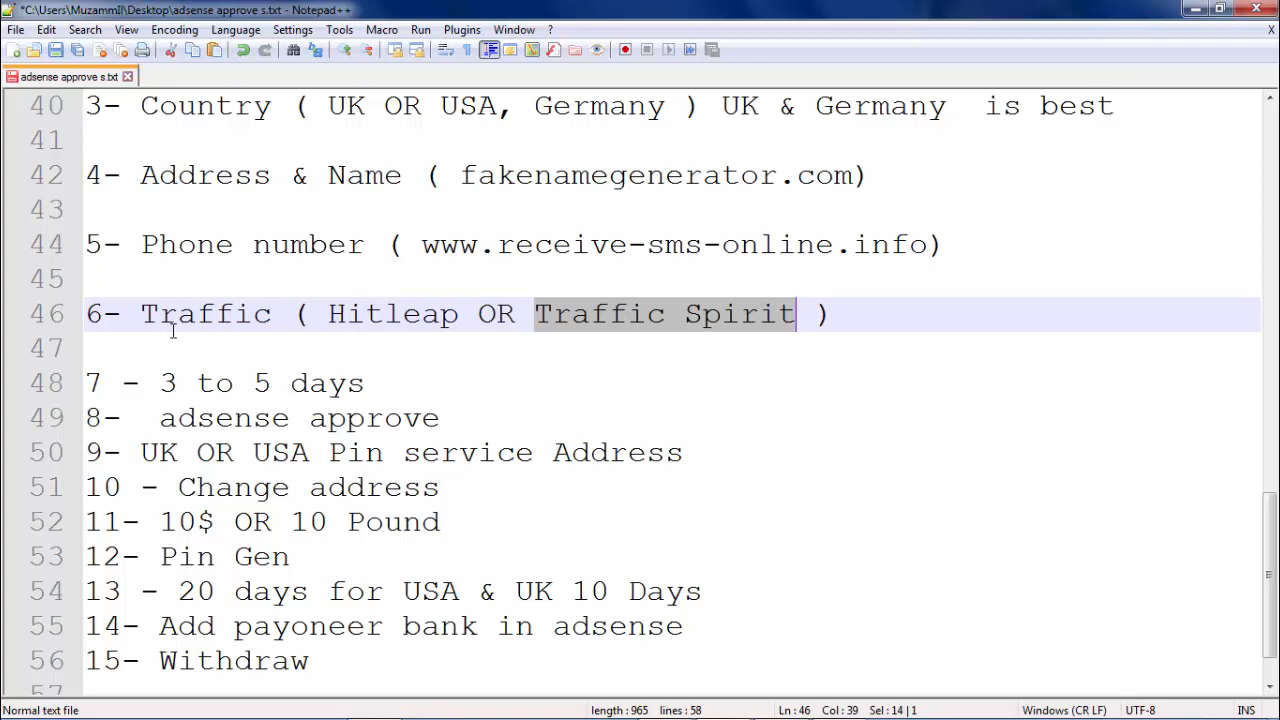 *C:\Users\Muzammil\Desktop\adsense approve s.txt - Notepad++
File Edit Search View Encoding Language Settings Tools Macro Run Plugins Window ? X
adsense approve s.txt
40 3- Country ( UK OR USA, Germany ) UK & Germany is best
41
42 4- Address & Name ( fakenamegenerator.com)
43
44 5- Phone number ( www.receive-sms-online.info)
45
46 6- Traffic ( Hitleap OR Traffic Spirit )
47
48 7 - 3 to 5 days
49 8- adsense approve
50 9- UK OR USA Pin service Address
51 10 - Change address
52 11- 10$ OR 10 Pound
53 12- Pin Gen
54 13 - 20 days for USA & UK 10 Days
55 14- Add payoneer bank in adsense
56 15- Withdraw
57
Normal text file length : 965 lines : 58 Ln : 46 Col : 39 Sel : 14 | 1 Windows (CR LF) UTF-8 INS